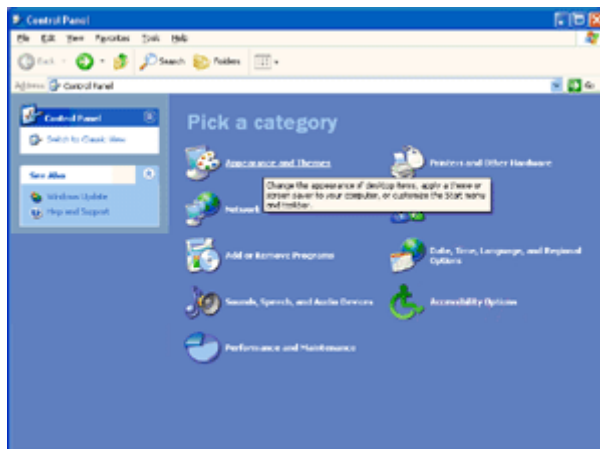 Control Panel
File Edit View Favorites Tools Help
Back Search Folders
Address Control Panel Go
Control Panel
Switch to Classic View
See Also
Windows Update
Help and Support
Pick a category
Appearance and Themes
Printers and Other Hardware
Change the appearance of desktop items, apply a theme or
screen saver to your computer, or customize the Start menu
and taskbar.
Network
Add or Remove Programs
Date, Time, Language, and Regional
Options
Sounds, Speech, and Audio Devices
Accessibility Options
Performance and Maintenance